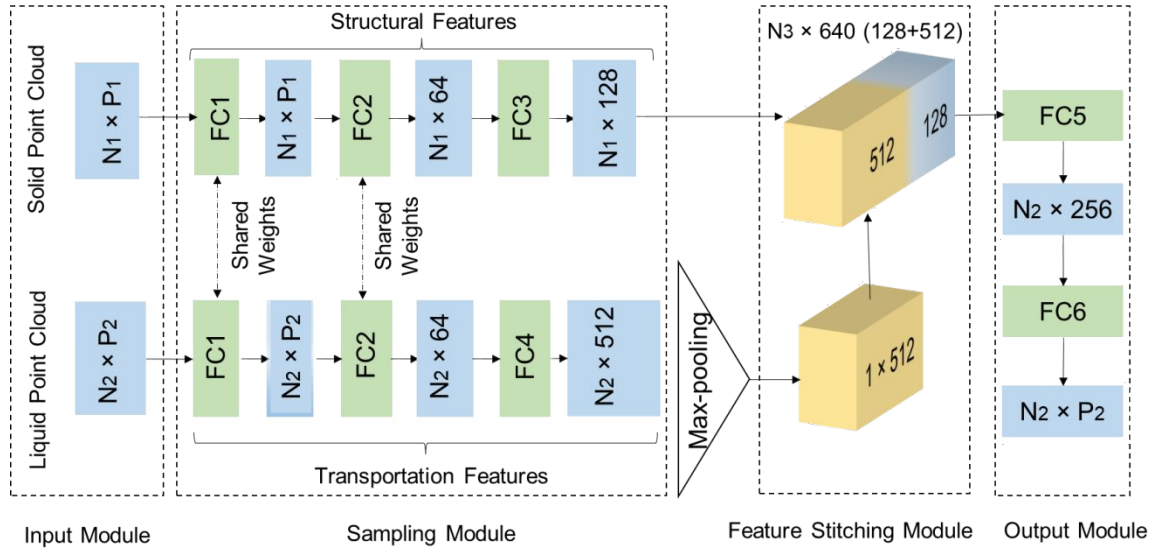 Structural Features
N3 × 640 (128+512)
Solid Point Cloud
N1 × P1
FC1
N1 × P1
FC2
N1 × 64
FC3
N1 × 128
512
128
FC5
N2 × 256
Shared
Weights
Shared
Weights
Liquid Point Cloud
N2 × P2
FC1
N2 × P2
FC2
N2 × 64
FC4
N2 × 512
Max-pooling
1 × 512
FC6
N2 × P2
Transportation Features
Input Module
Sampling Module
Feature Stitching Module
Output Module